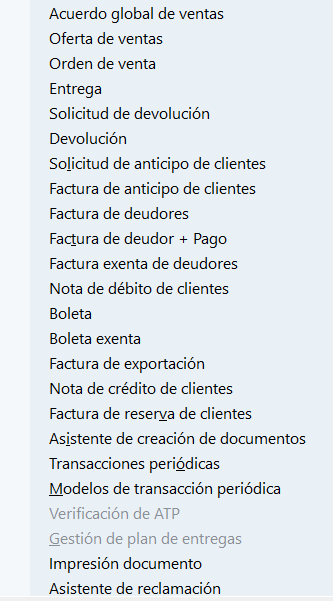 Acuerdo global de ventas
Oferta de ventas
Orden de venta
Entrega
Solicitud de devolución
Devolución
Solicitud de anticipo de clientes
Factura de anticipo de clientes
Factura de deudores
Factura de deudor + Pago
Factura exenta de deudores
Nota de débito de clientes
Boleta
Boleta exenta
Factura de exportación
Nota de crédito de clientes
Factura de reserva de clientes
Asistente de creación de documentos
Transacciones periódicas
Modelos de transacción periódica
Verificación de ATP
Gestión de plan de entregas
Impresión documento
Asistente de reclamación